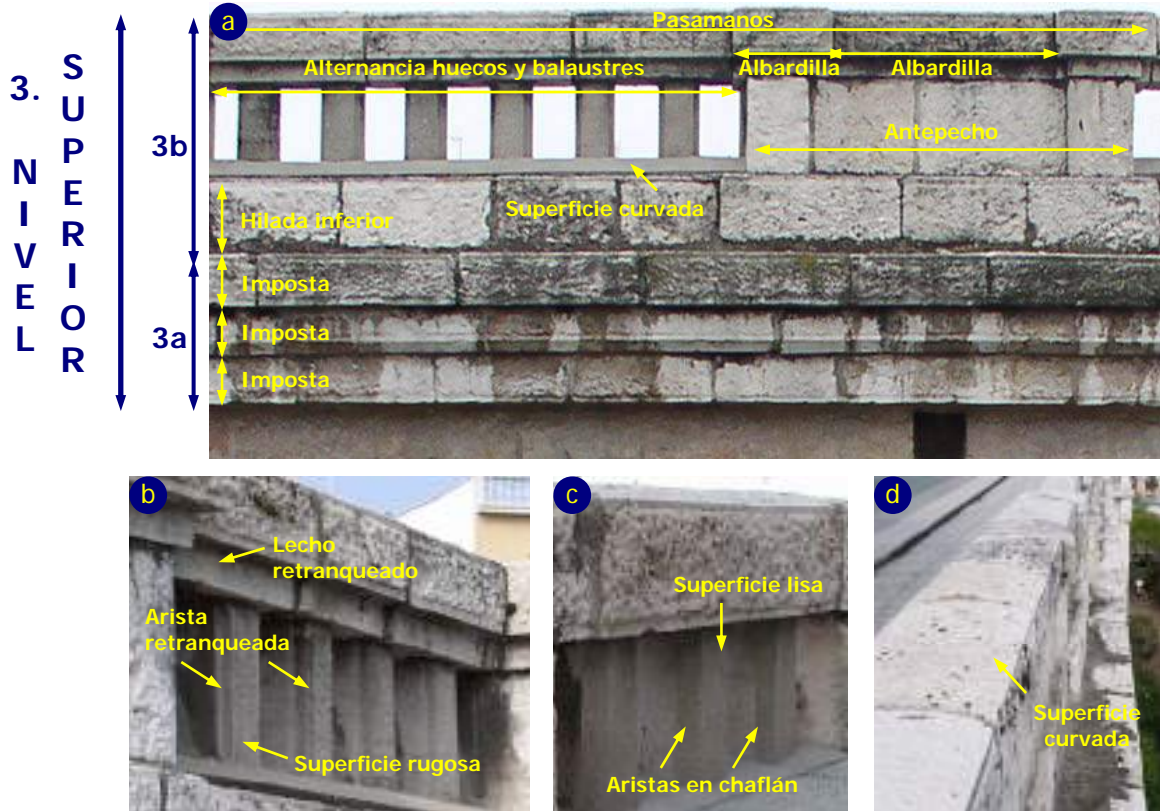 3. NIVEL
SUPERIOR
3b
3a
a
Pasamanos
Alternancia huecos y balaustres
Albardilla
Albardilla
Antepecho
Superficie curvada
Hilada inferior
Imposta
Imposta
Imposta
b
Lecho
retranqueado
Arista
retranqueada
Superficie rugosa
c
Superficie lisa
Aristas en chaflán
d
Superficie
curvada